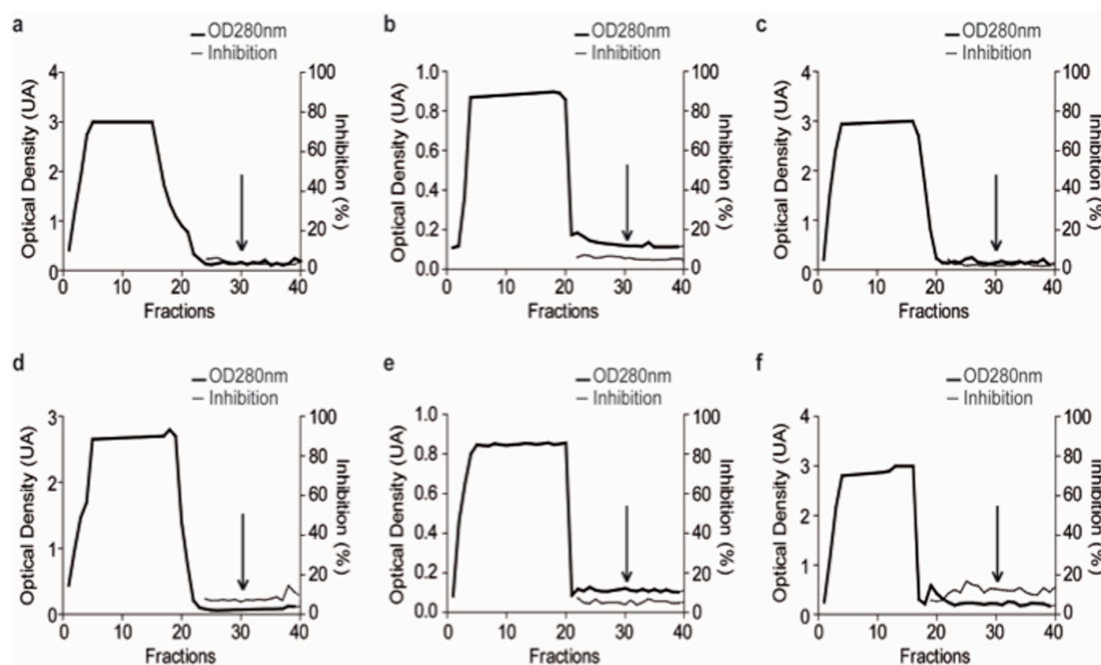 a
OD280nm
Inhibition
Optical Density (UA)
4
3
2
1
0
100
80
60
40
20
0
Inhibition (%)
0 10 20 30 40
Fractions
b
OD280nm
Inhibition
Optical Density (UA)
1.0
0.8
0.6
0.4
0.2
0.0
100
80
60
40
20
0
Inhibition (%)
0 10 20 30 40
Fractions
c
OD280nm
Inhibition
Optical Density (UA)
4
3
2
1
0
100
80
60
40
20
0
Inhibition (%)
0 10 20 30 40
Fractions
d
OD280nm
Inhibition
Optical Density (UA)
3
2
1
0
100
80
60
40
20
0
Inhibition (%)
0 10 20 30 40
Fractions
e
OD280nm
Inhibition
Optical Density (UA)
1.0
0.8
0.6
0.4
0.2
0.0
100
80
60
40
20
0
Inhibition (%)
0 10 20 30 40
Fractions
f
OD280nm
Inhibition
Optical Density (UA)
4
3
2
1
0
100
80
60
40
20
0
Inhibition (%)
0 10 20 30 40
Fractions